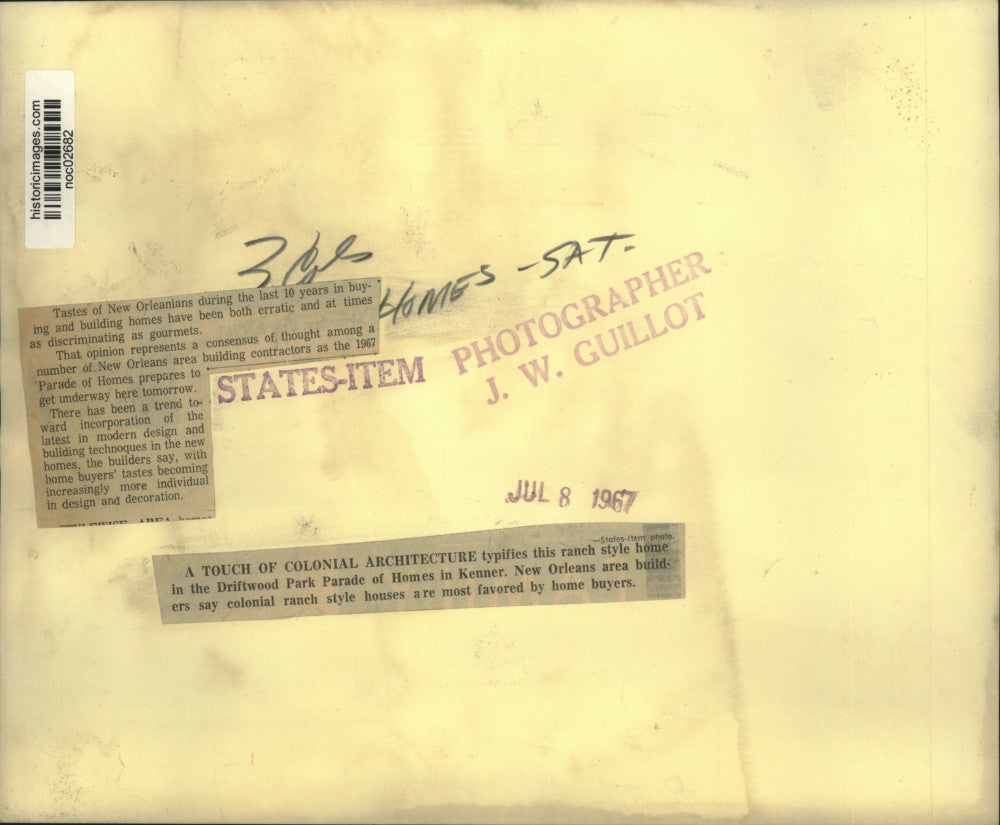 historicimages.com
noc02682
3 Cols
HOMES - SAT.
Tastes of New Orleanians during the last 10 years in buy-
ing and building homes have been both erratic and at times
as discriminating as gourmets.
That opinion represents a consensus of thought among a
number of New Orleans area building contractors as the 1967
Parade of Homes prepares to
get underway here tomorrow.
There has been a trend to-
ward incorporation of the
latest in modern design and
buliding technoques in the new
homes, the builders say, with
home buyers' tastes becoming
increasingly more individual
in design and decoration.
STATES-ITEM
PHOTOGRAPHER
J. W. GUILLOT
JUL 8 1967
—States-Item photo.
A TOUCH OF COLONIAL ARCHITECTURE typifies this ranch style home
in the Driftwood Park Parade of Homes in Kenner. New Orleans area build-
ers say colonial ranch style houses are most favored by home buyers.